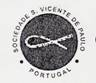 SOCIEDADE S. VICENTE DE PAULO
• PORTUGAL •